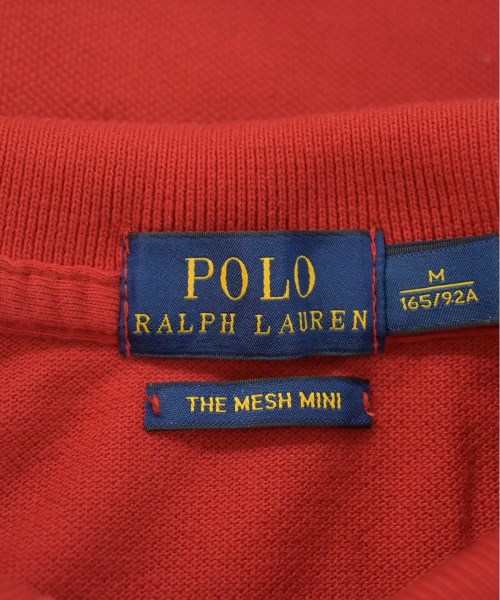 POLO
RALPH LAUREN
M
165/92A
THE MESH MINI